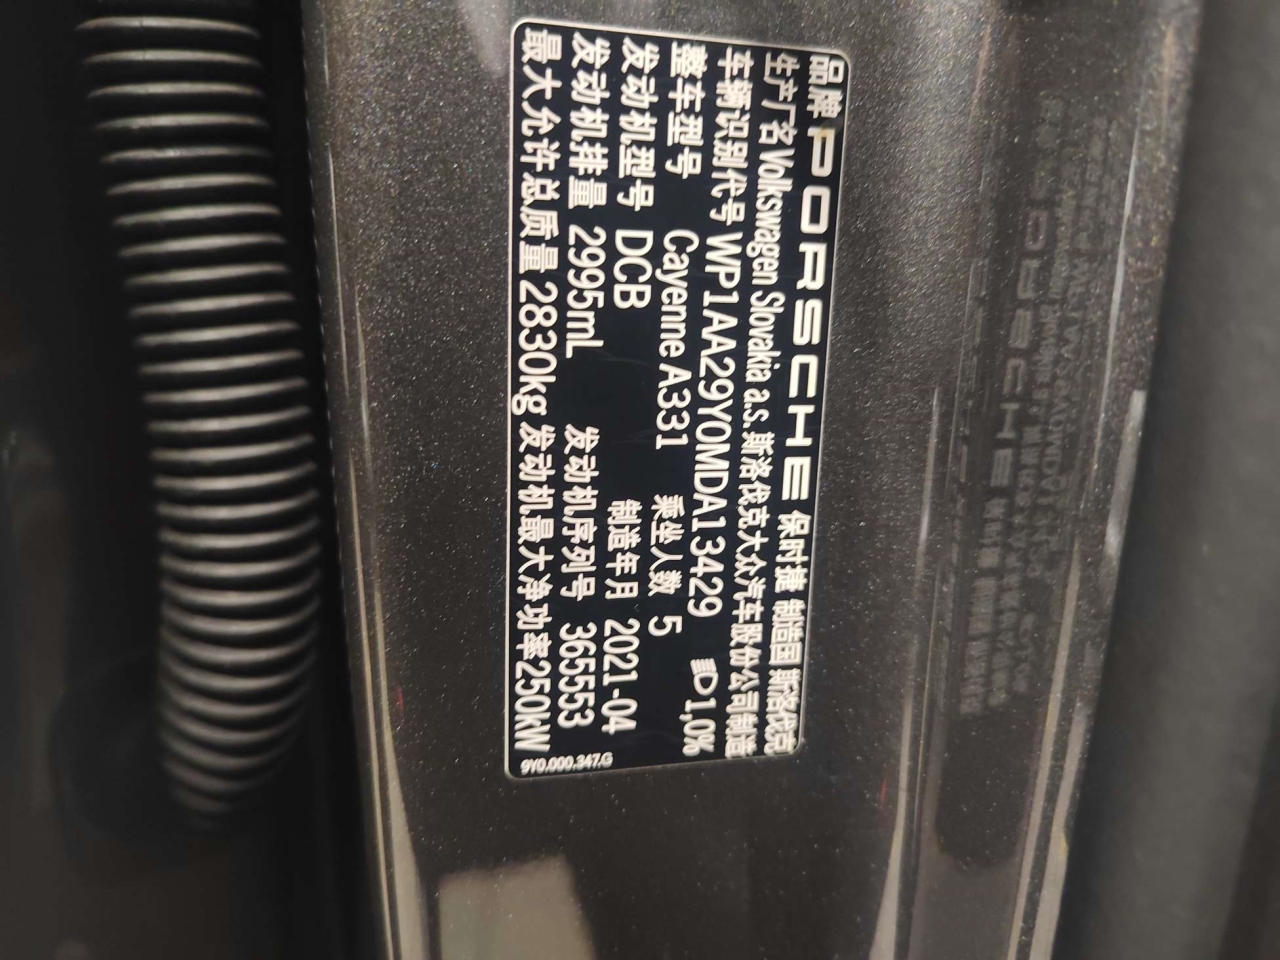 品牌 PORSCHE 保时捷 制造国 斯洛伐克
生产厂名 Volkswagen Slovakia a.s. 斯洛伐克大众汽车股份公司制造
车辆识别代号 WP1AA29Y0MDA13429 1,0%
整车型号 Cayenne A331 乘坐人数 5
发动机型号 DCB 制造年月 2021-04
发动机排量 2995mL 发动机序列号 365553
最大允许总质量 2830kg 发动机最大净功率250kW
9Y0.000.347.G